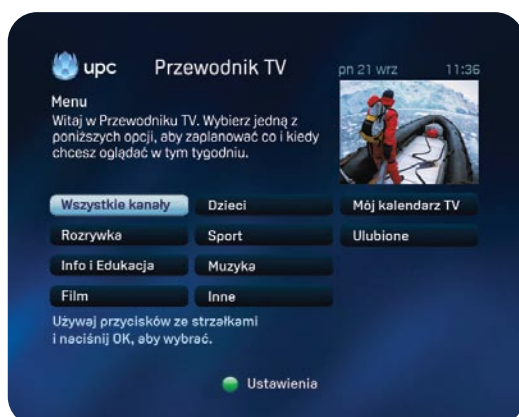 upc Przewodnik TV pn 21 wrz 11:36
Menu
Witaj w Przewodniku TV. Wybierz jedną z
poniższych opcji, aby zaplanować co i kiedy
chcesz oglądać w tym tygodniu.
Wszystkie kanały Dzieci Mój kalendarz TV
Rozrywka Sport Ulubione
Info i Edukacja Muzyka
Film Inne
Używaj przycisków ze strzałkami
i naciśnij OK, aby wybrać.
Ustawienia